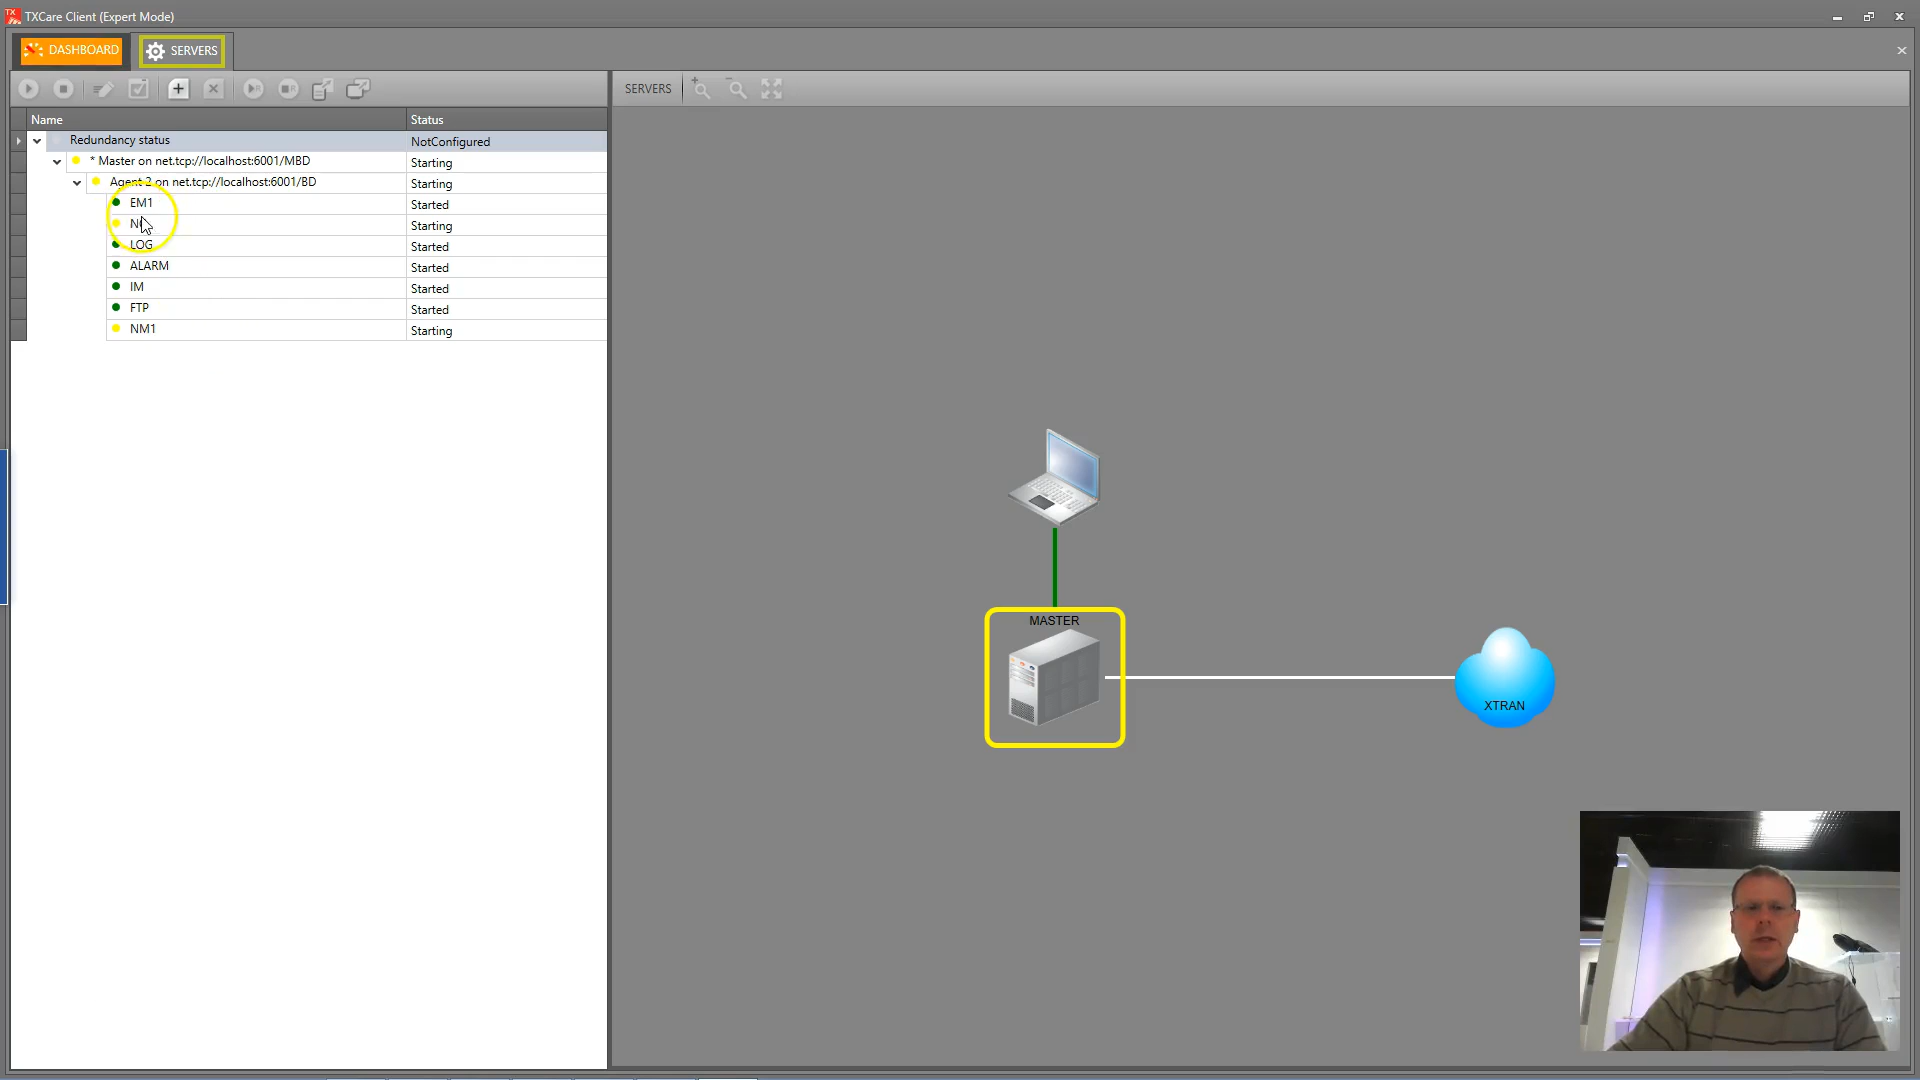 TX TXCare Client (Expert Mode)
DASHBOARD
SERVERS
SERVERS
Name Status
Redundancy status NotConfigured
* Master on net.tcp://localhost:6001/MBD Starting
Agent 2 on net.tcp://localhost:6001/BD Starting
EM1 Started
Starting
LOG Started
ALARM Started
IM Started
FTP Started
NM1 Starting
MASTER
XTRAN